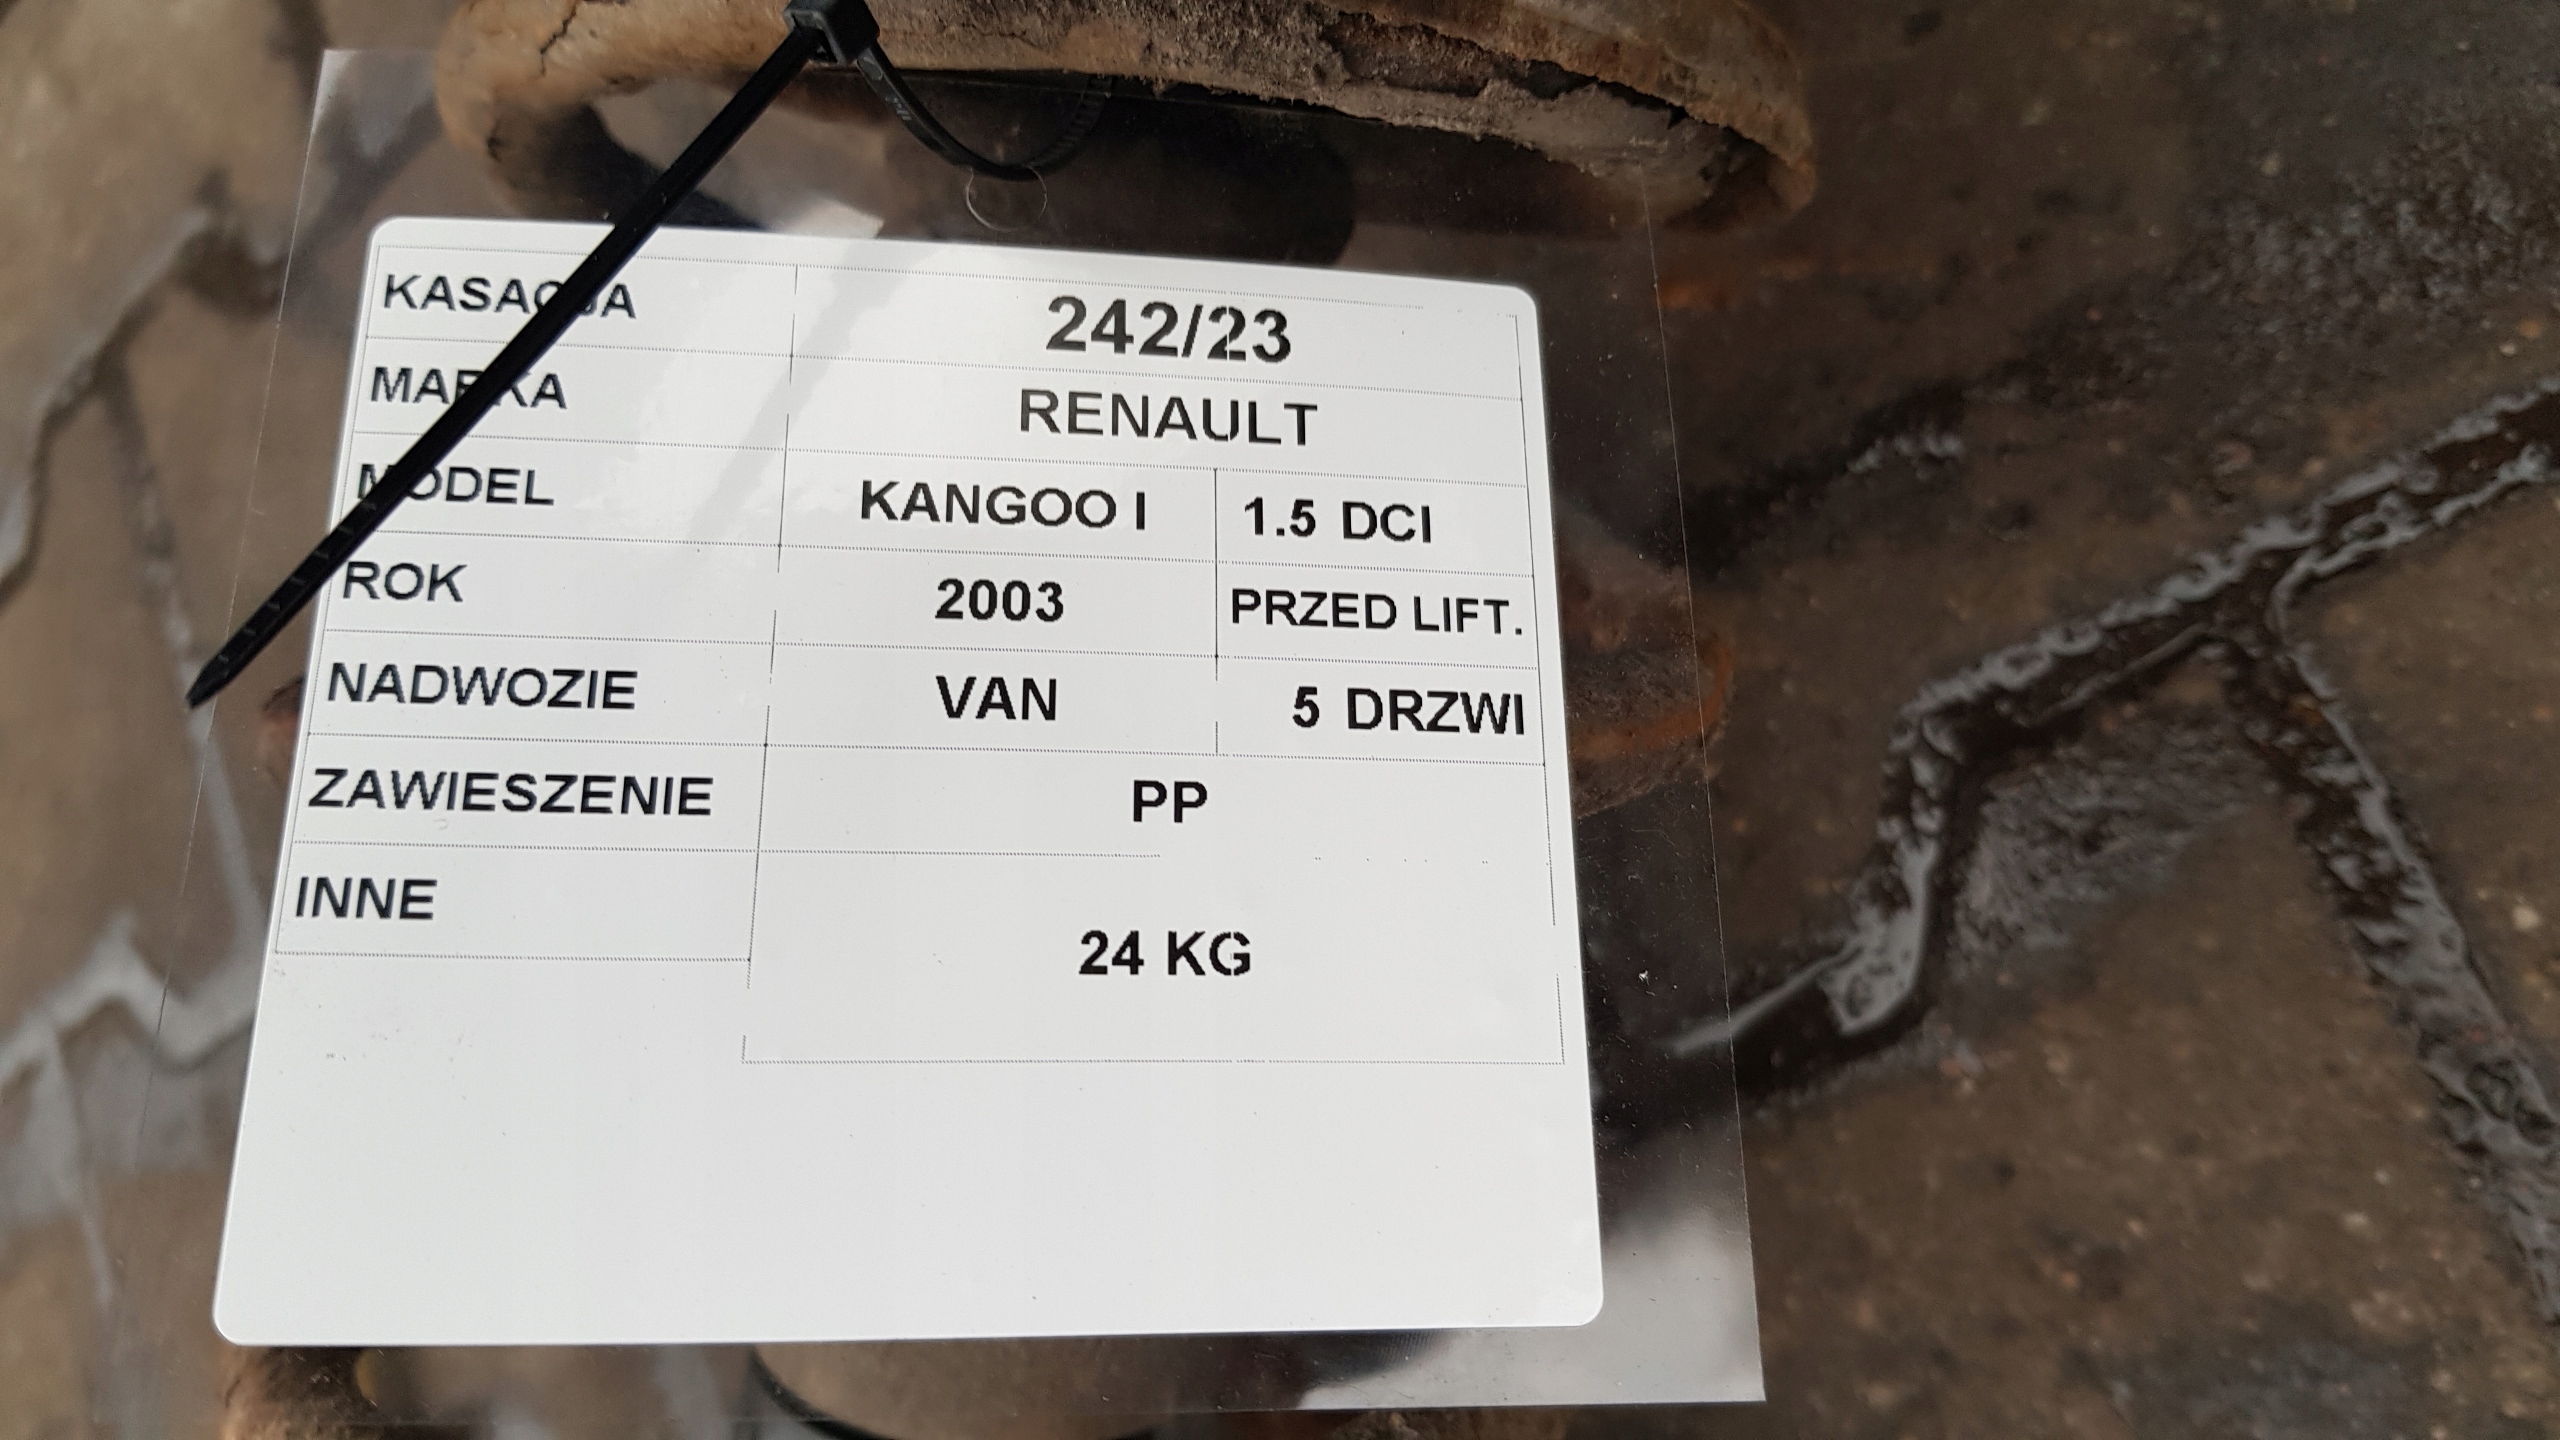 KASACJA 242/23
MARKA RENAULT
MODEL KANGOO I 1.5 DCI
ROK 2003 PRZED LIFT.
NADWOZIE VAN 5 DRZWI
ZAWIESZENIE PP
INNE
24 KG